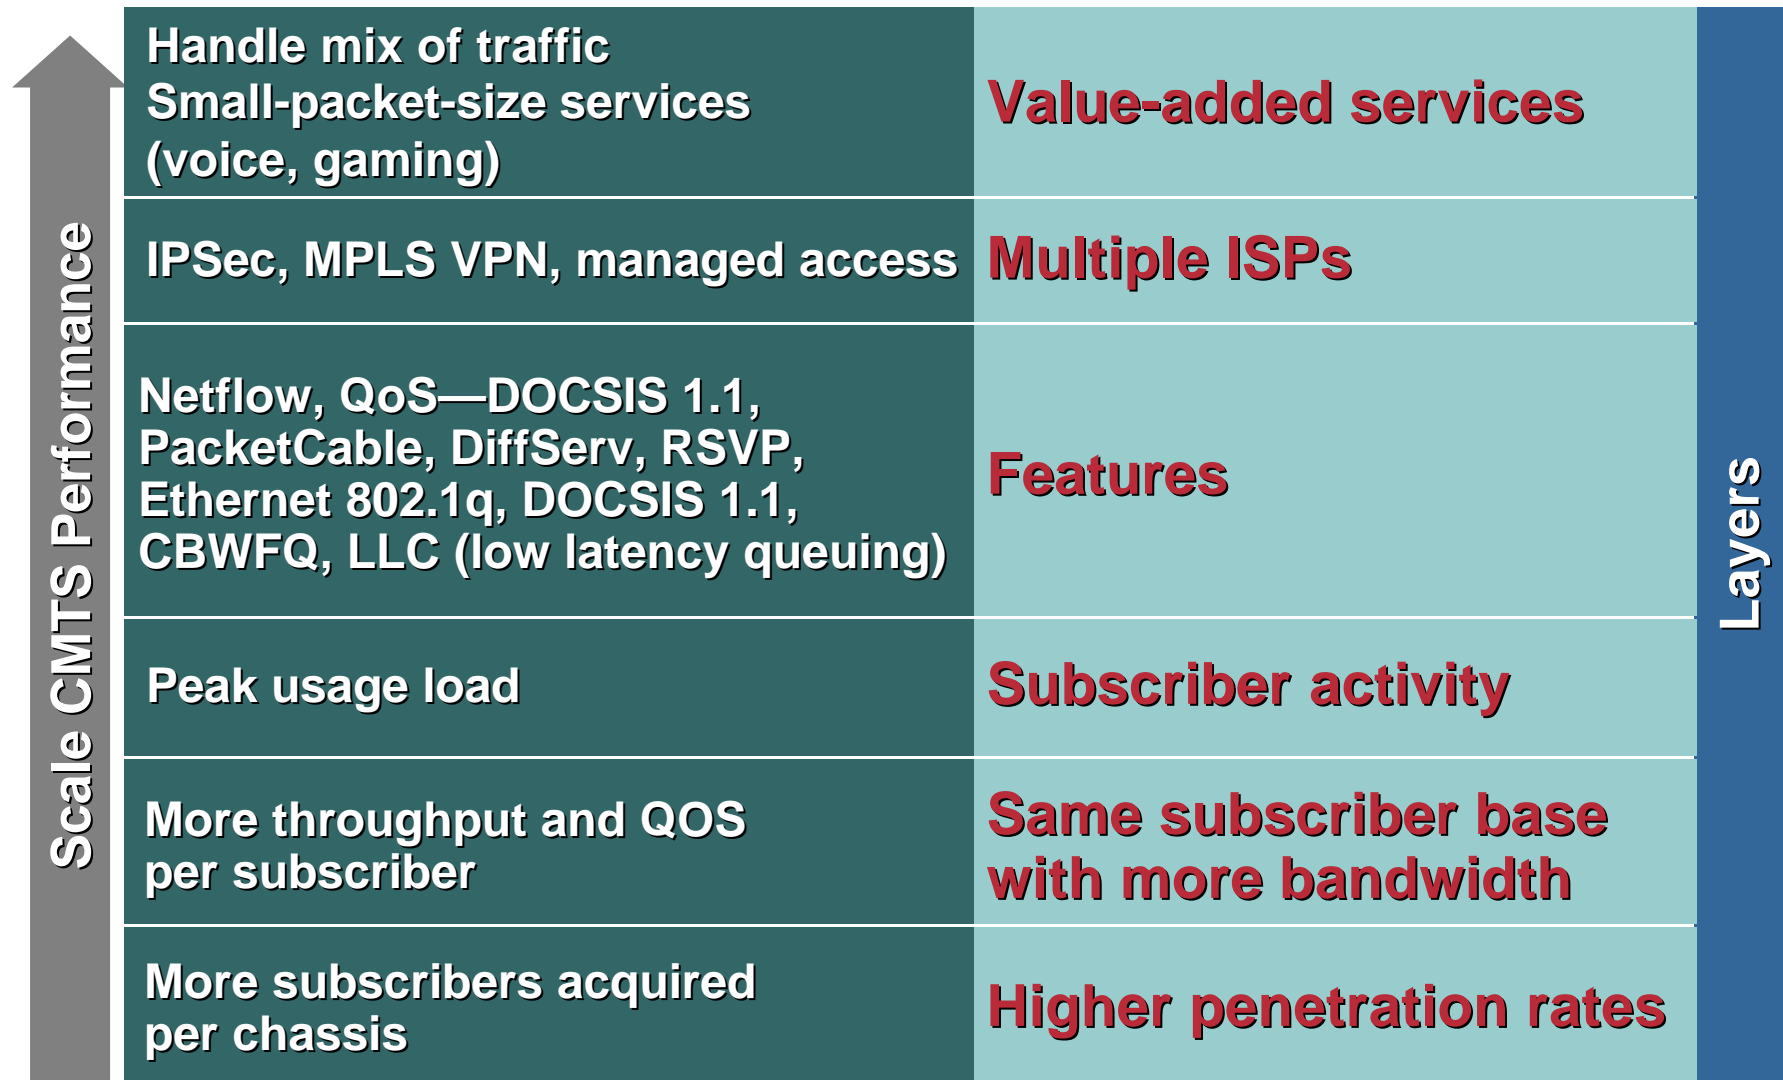 Scale CMTS Performance
Handle mix of traffic
Small-packet-size services
(voice, gaming)
Value-added services
IPSec, MPLS VPN, managed access
Multiple ISPs
Netflow, QoS—DOCSIS 1.1,
PacketCable, DiffServ, RSVP,
Ethernet 802.1q, DOCSIS 1.1,
CBWFQ, LLC (low latency queuing)
Features
Peak usage load
Subscriber activity
More throughput and QOS
per subscriber
Same subscriber base
with more bandwidth
More subscribers acquired
per chassis
Higher penetration rates
Layers